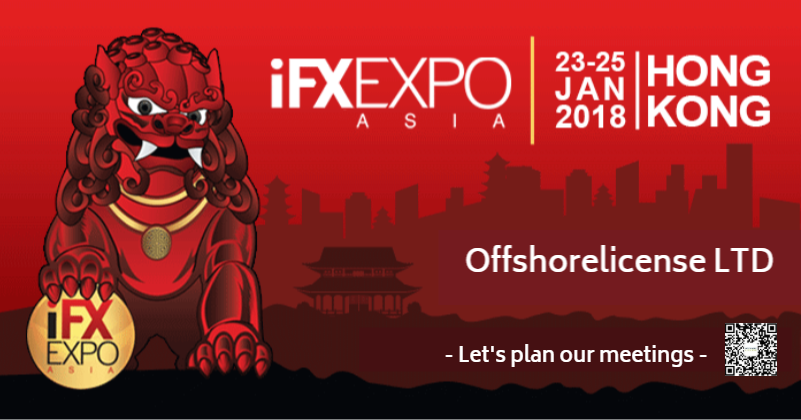 iFXEXPO
ASIA
23-25
JAN
2018
HONG
KONG
Offshorelicense LTD
- Let's plan our meetings -
iFX
EXPO
ASIA